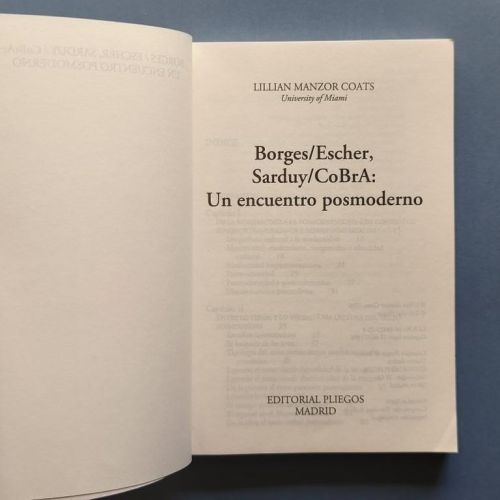 LILLIAN MANZOR COATS
University of Miami
Borges/Escher,
Sarduy/CoBrA:
Un encuentro posmoderno
EDITORIAL PLIEGOS
MADRID